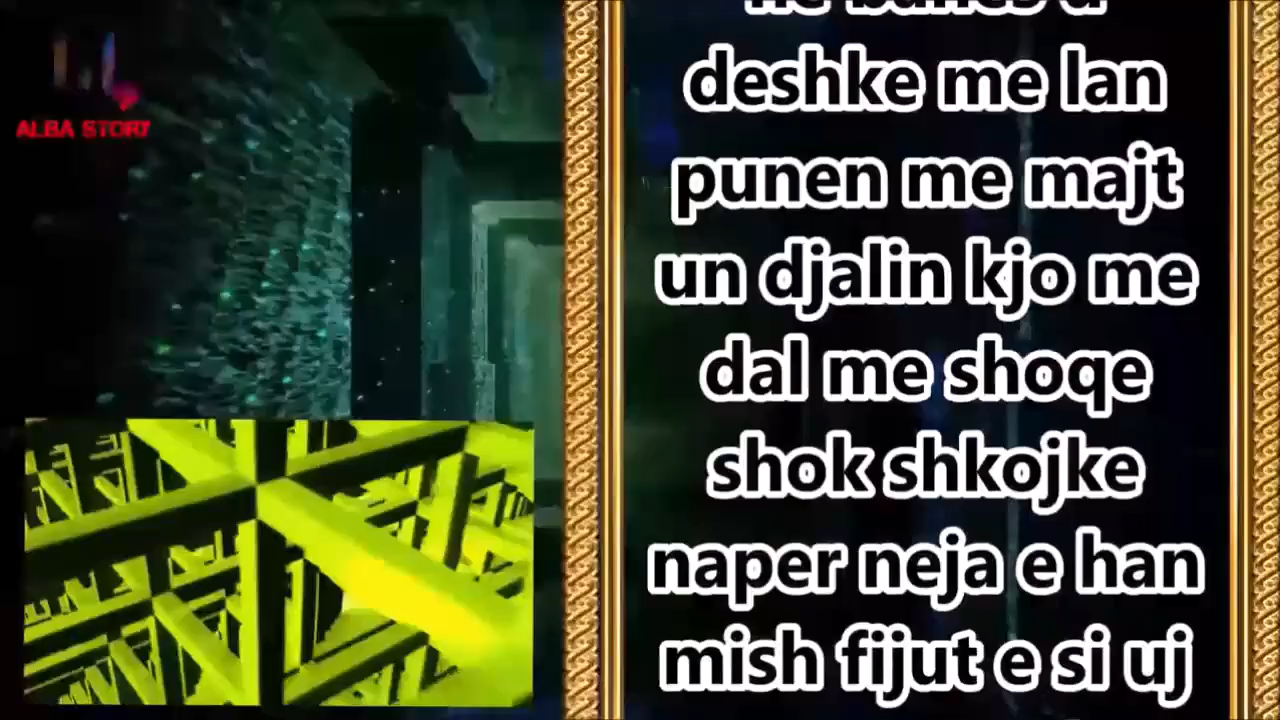 ALBA STORY
deshke me lan
punen me majt
un djalin kjo me
dal me shoqe
shok shkojke
naper neja e han
mish fijut e si uj